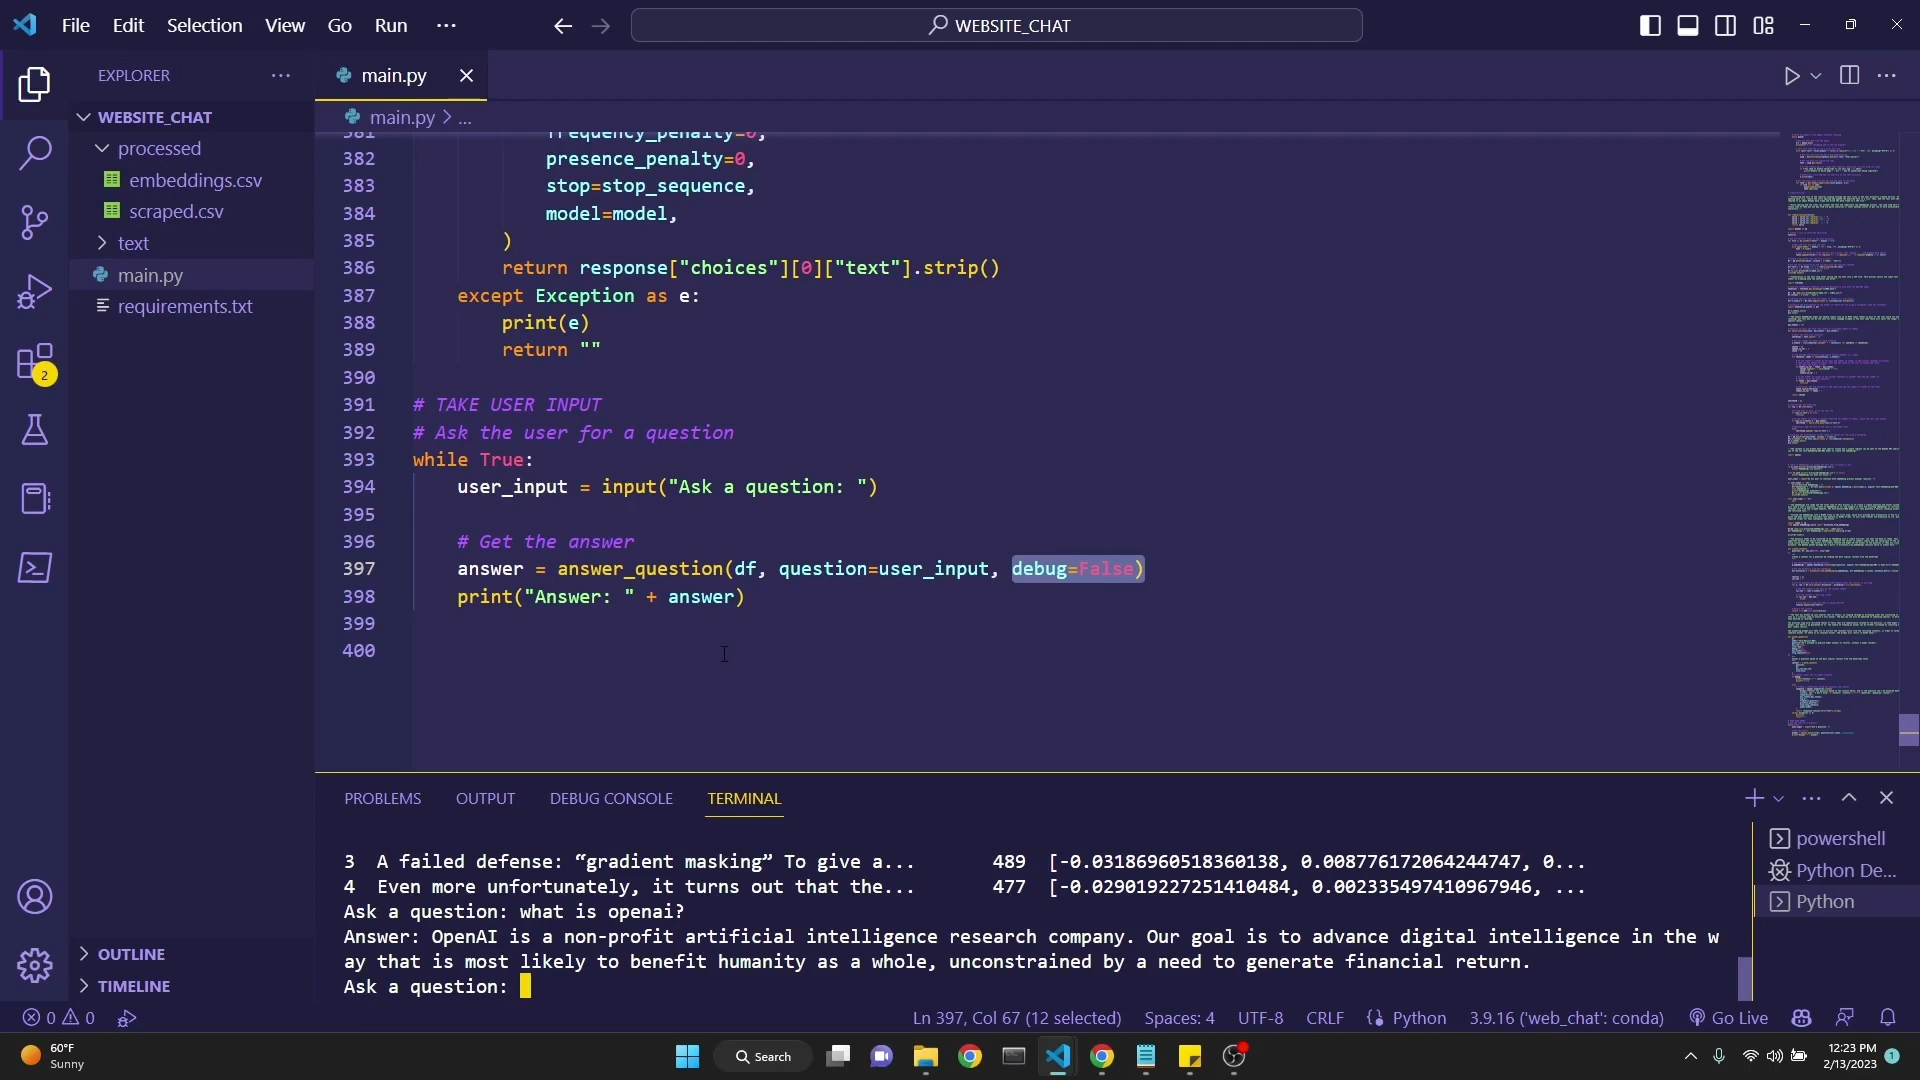 File Edit Selection View Go Run ···
WEBSITE_CHAT
EXPLORER ···
main.py
WEBSITE_CHAT
processed
embeddings.csv
scraped.csv
text
main.py
requirements.txt
2
main.py > ...
381 frequency_penalty=0,
382 presence_penalty=0,
383 stop=stop_sequence,
384 model=model,
385 )
386 return response["choices"][0]["text"].strip()
387 except Exception as e:
388 print(e)
389 return ""
390
391 # TAKE USER INPUT
392 # Ask the user for a question
393 while True:
394 user_input = input("Ask a question: ")
395
396 # Get the answer
397 answer = answer_question(df, question=user_input, debug=False)
398 print("Answer: " + answer)
399
400
PROBLEMS OUTPUT DEBUG CONSOLE TERMINAL
powershell
Python De...
Python
3 A failed defense: “gradient masking” To give a... 489 [-0.03186960518360138, 0.008776172064244747, 0...
4 Even more unfortunately, it turns out that the... 477 [-0.029019227251410484, 0.002335497410967946, ...
Ask a question: what is openai?
Answer: OpenAI is a non-profit artificial intelligence research company. Our goal is to advance digital intelligence in the w
ay that is most likely to benefit humanity as a whole, unconstrained by a need to generate financial return.
Ask a question:
OUTLINE
TIMELINE
0 0
Ln 397, Col 67 (12 selected) Spaces: 4 UTF-8 CRLF Python 3.9.16 ('web_chat': conda) Go Live
60°F
Sunny
Search
12:23 PM
2/13/2023
1